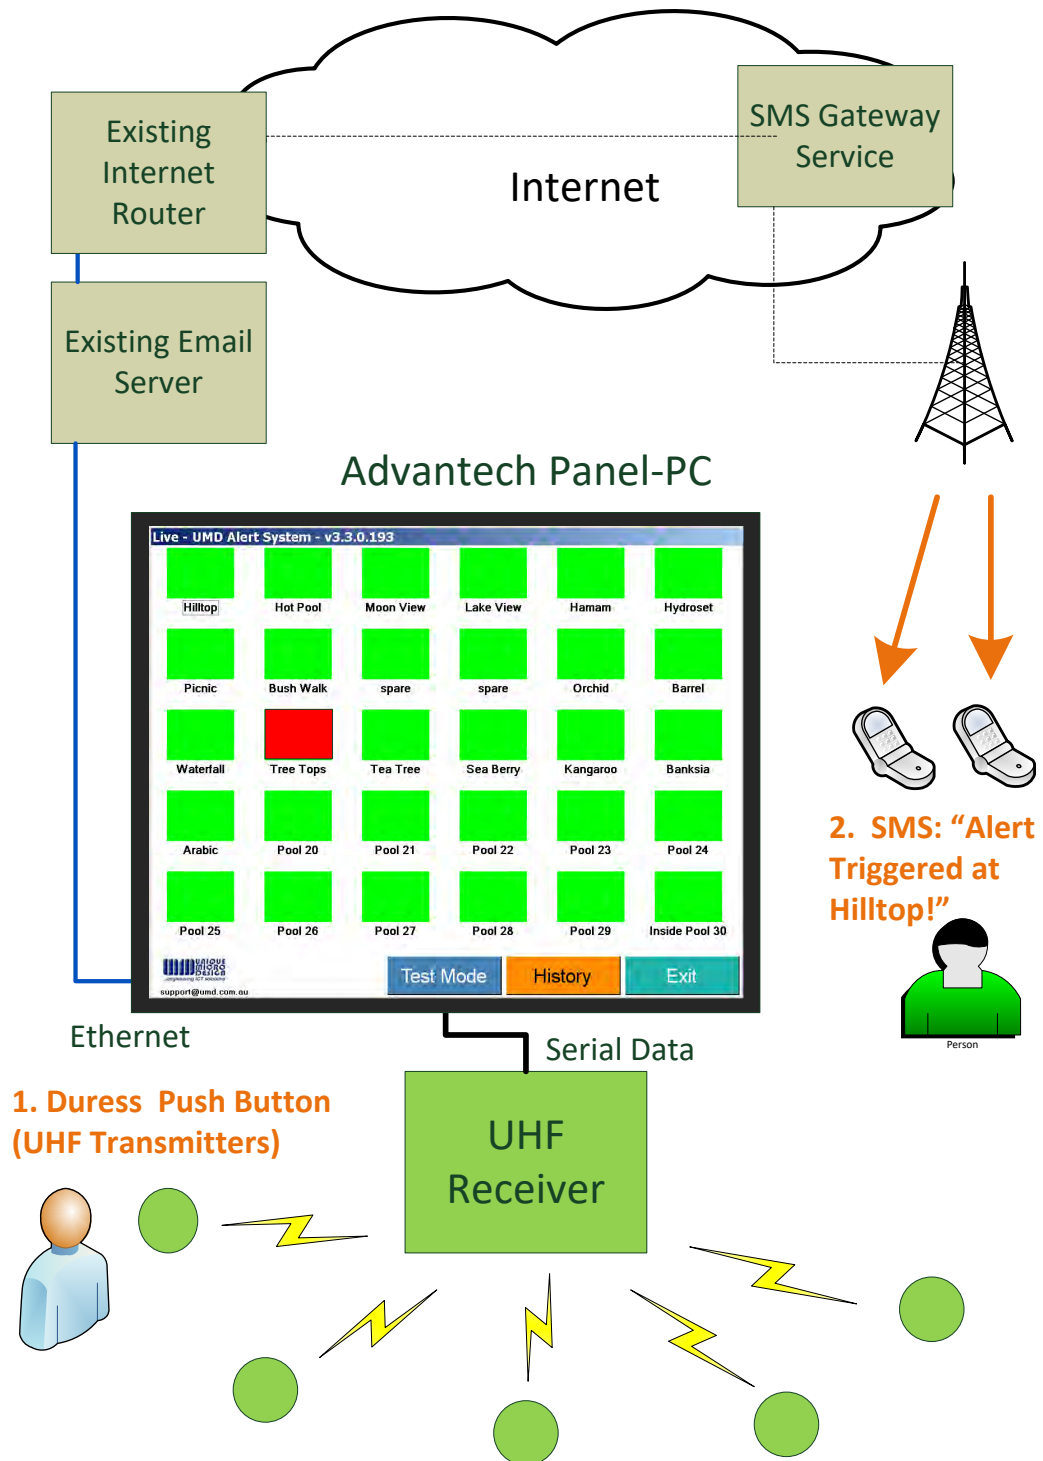 Existing
Internet
Router
SMS Gateway
Service
Internet
Existing Email
Server
Advantech Panel-PC
Live - UMD Alert System - v3.3.0.193
Hilltop Hot Pool Moon View Lake View Hamam Hydroset
Picnic Bush Walk spare spare Orchid Barrel
Waterfall Tree Tops Tea Tree Sea Berry Kangaroo Banksia
Arabic Pool 20 Pool 21 Pool 22 Pool 23 Pool 24
Pool 25 Pool 26 Pool 27 Pool 28 Pool 29 Inside Pool 30
UNIQUE
MICRO
DESIGN
support@umd.com.au
Test Mode History Exit
2. SMS: “Alert
Triggered at
Hilltop!”
Person
Ethernet
Serial Data
1. Duress Push Button
(UHF Transmitters)
UHF
Receiver